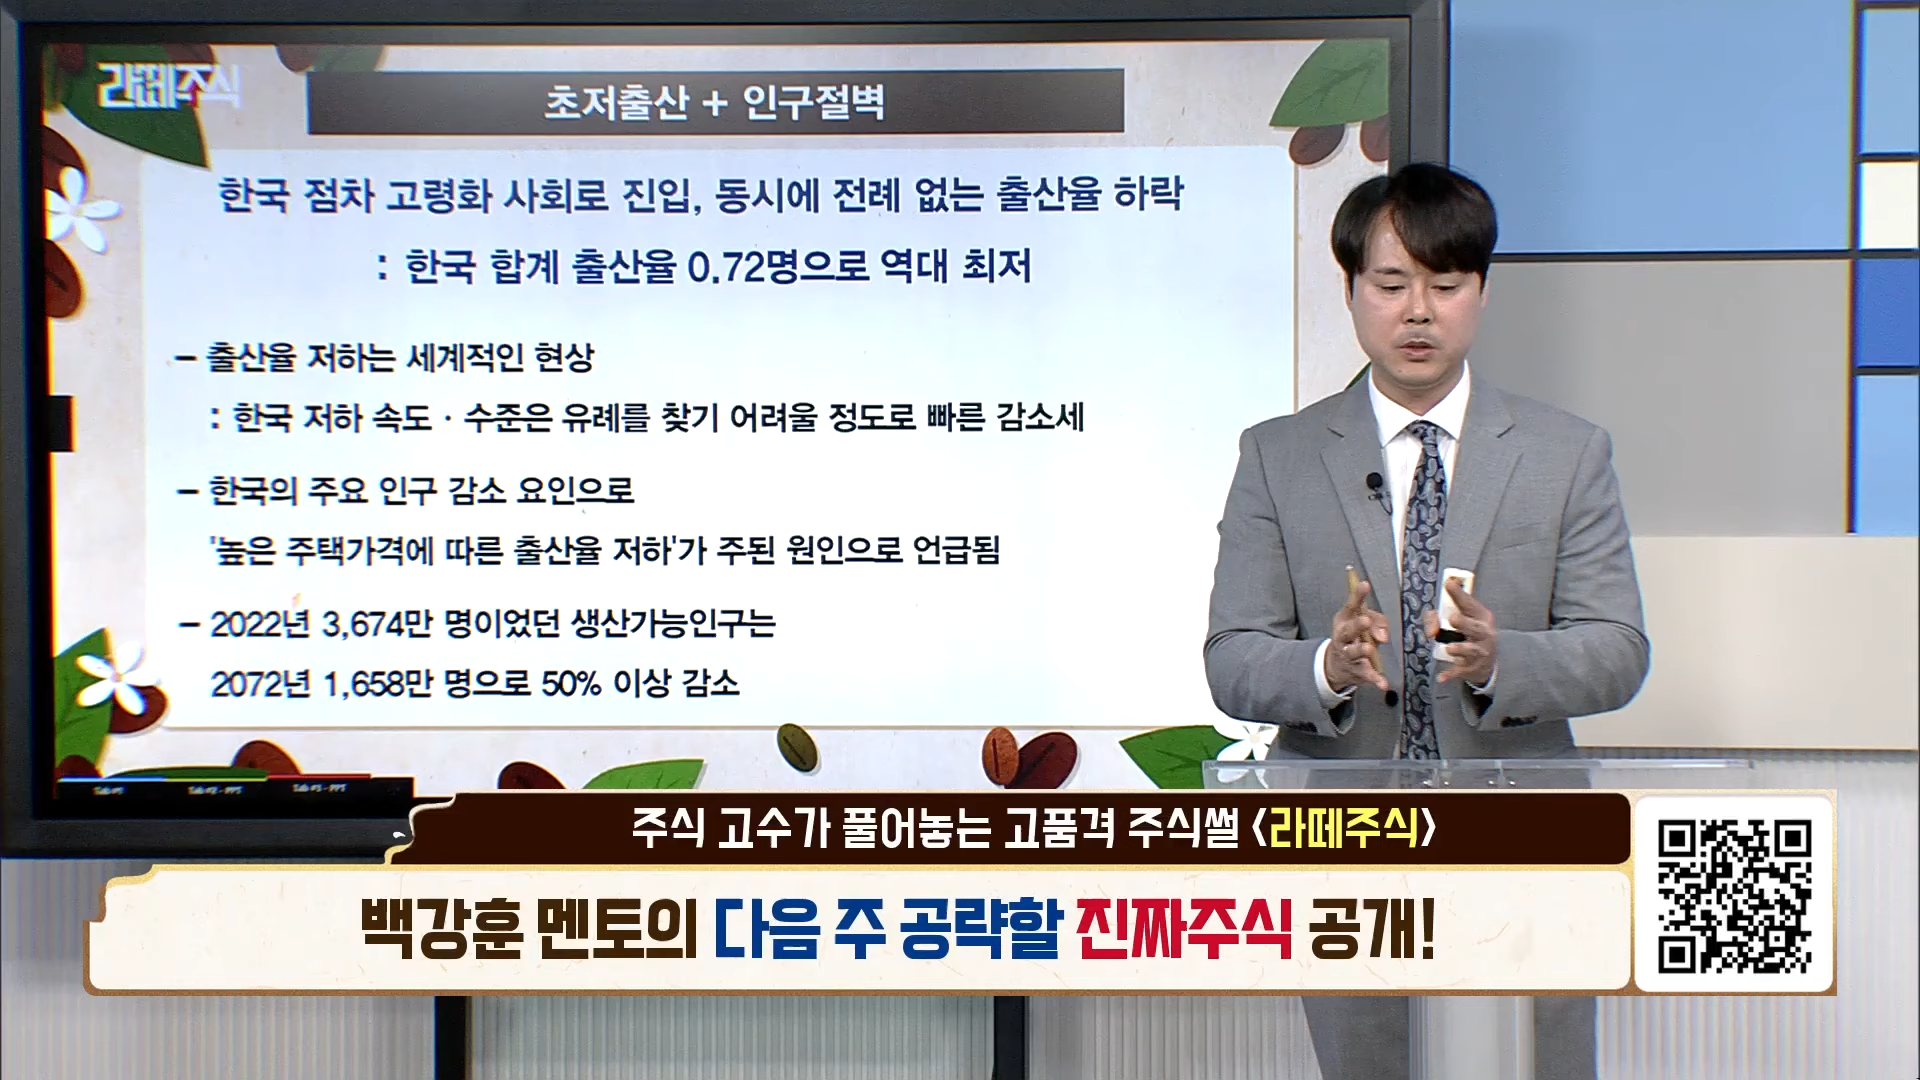 라떼주식
초저출산 + 인구절벽
한국 점차 고령화 사회로 진입, 동시에 전례 없는 출산율 하락
: 한국 합계 출산율 0.72명으로 역대 최저
- 출산율 저하는 세계적인 현상
: 한국 저하 속도 · 수준은 유례를 찾기 어려울 정도로 빠른 감소세
- 한국의 주요 인구 감소 요인으로
'높은 주택가격에 따른 출산율 저하'가 주된 원인으로 언급됨
- 2022년 3,674만 명이었던 생산가능인구는
2072년 1,658만 명으로 50% 이상 감소
주식 고수가 풀어놓는 고품격 주식썰 <라떼주식>
백강훈 멘토의 다음 주 공략할 진짜주식 공개!